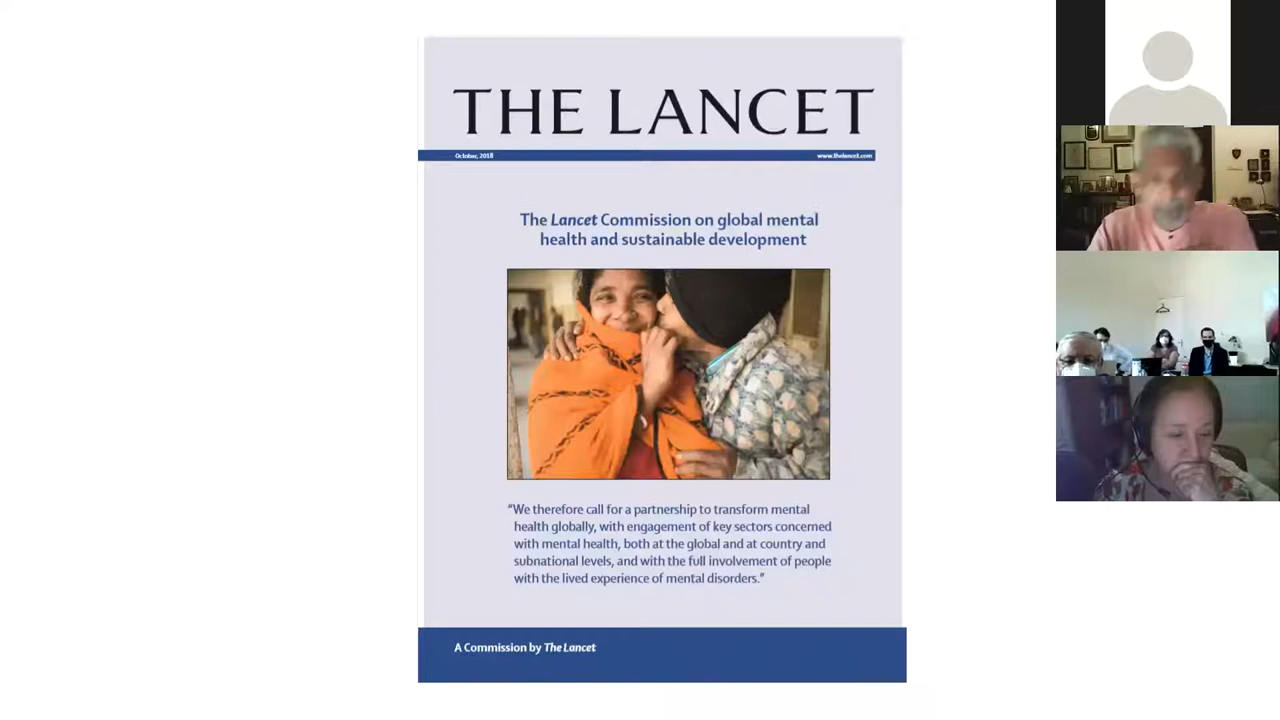 THE LANCET
October, 2018 www.thelancet.com
The Lancet Commission on global mental
health and sustainable development
“We therefore call for a partnership to transform mental
health globally, with engagement of key sectors concerned
with mental health, both at the global and at country and
subnational levels, and with the full involvement of people
with the lived experience of mental disorders.”
A Commission by The Lancet